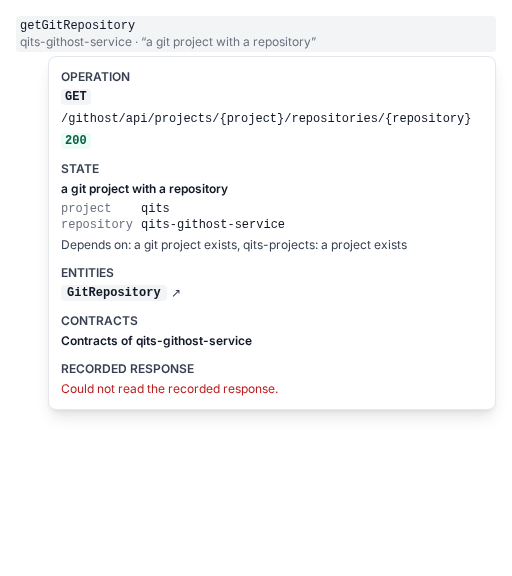 getGitRepository
qits-githost-service · “a git project with a repository”
OPERATION
GET
/githost/api/projects/{project}/repositories/{repository}
200
STATE
a git project with a repository
project qits
repository qits-githost-service
Depends on: a git project exists, qits-projects: a project exists
ENTITIES
GitRepository ↗
CONTRACTS
Contracts of qits-githost-service
RECORDED RESPONSE
Could not read the recorded response.